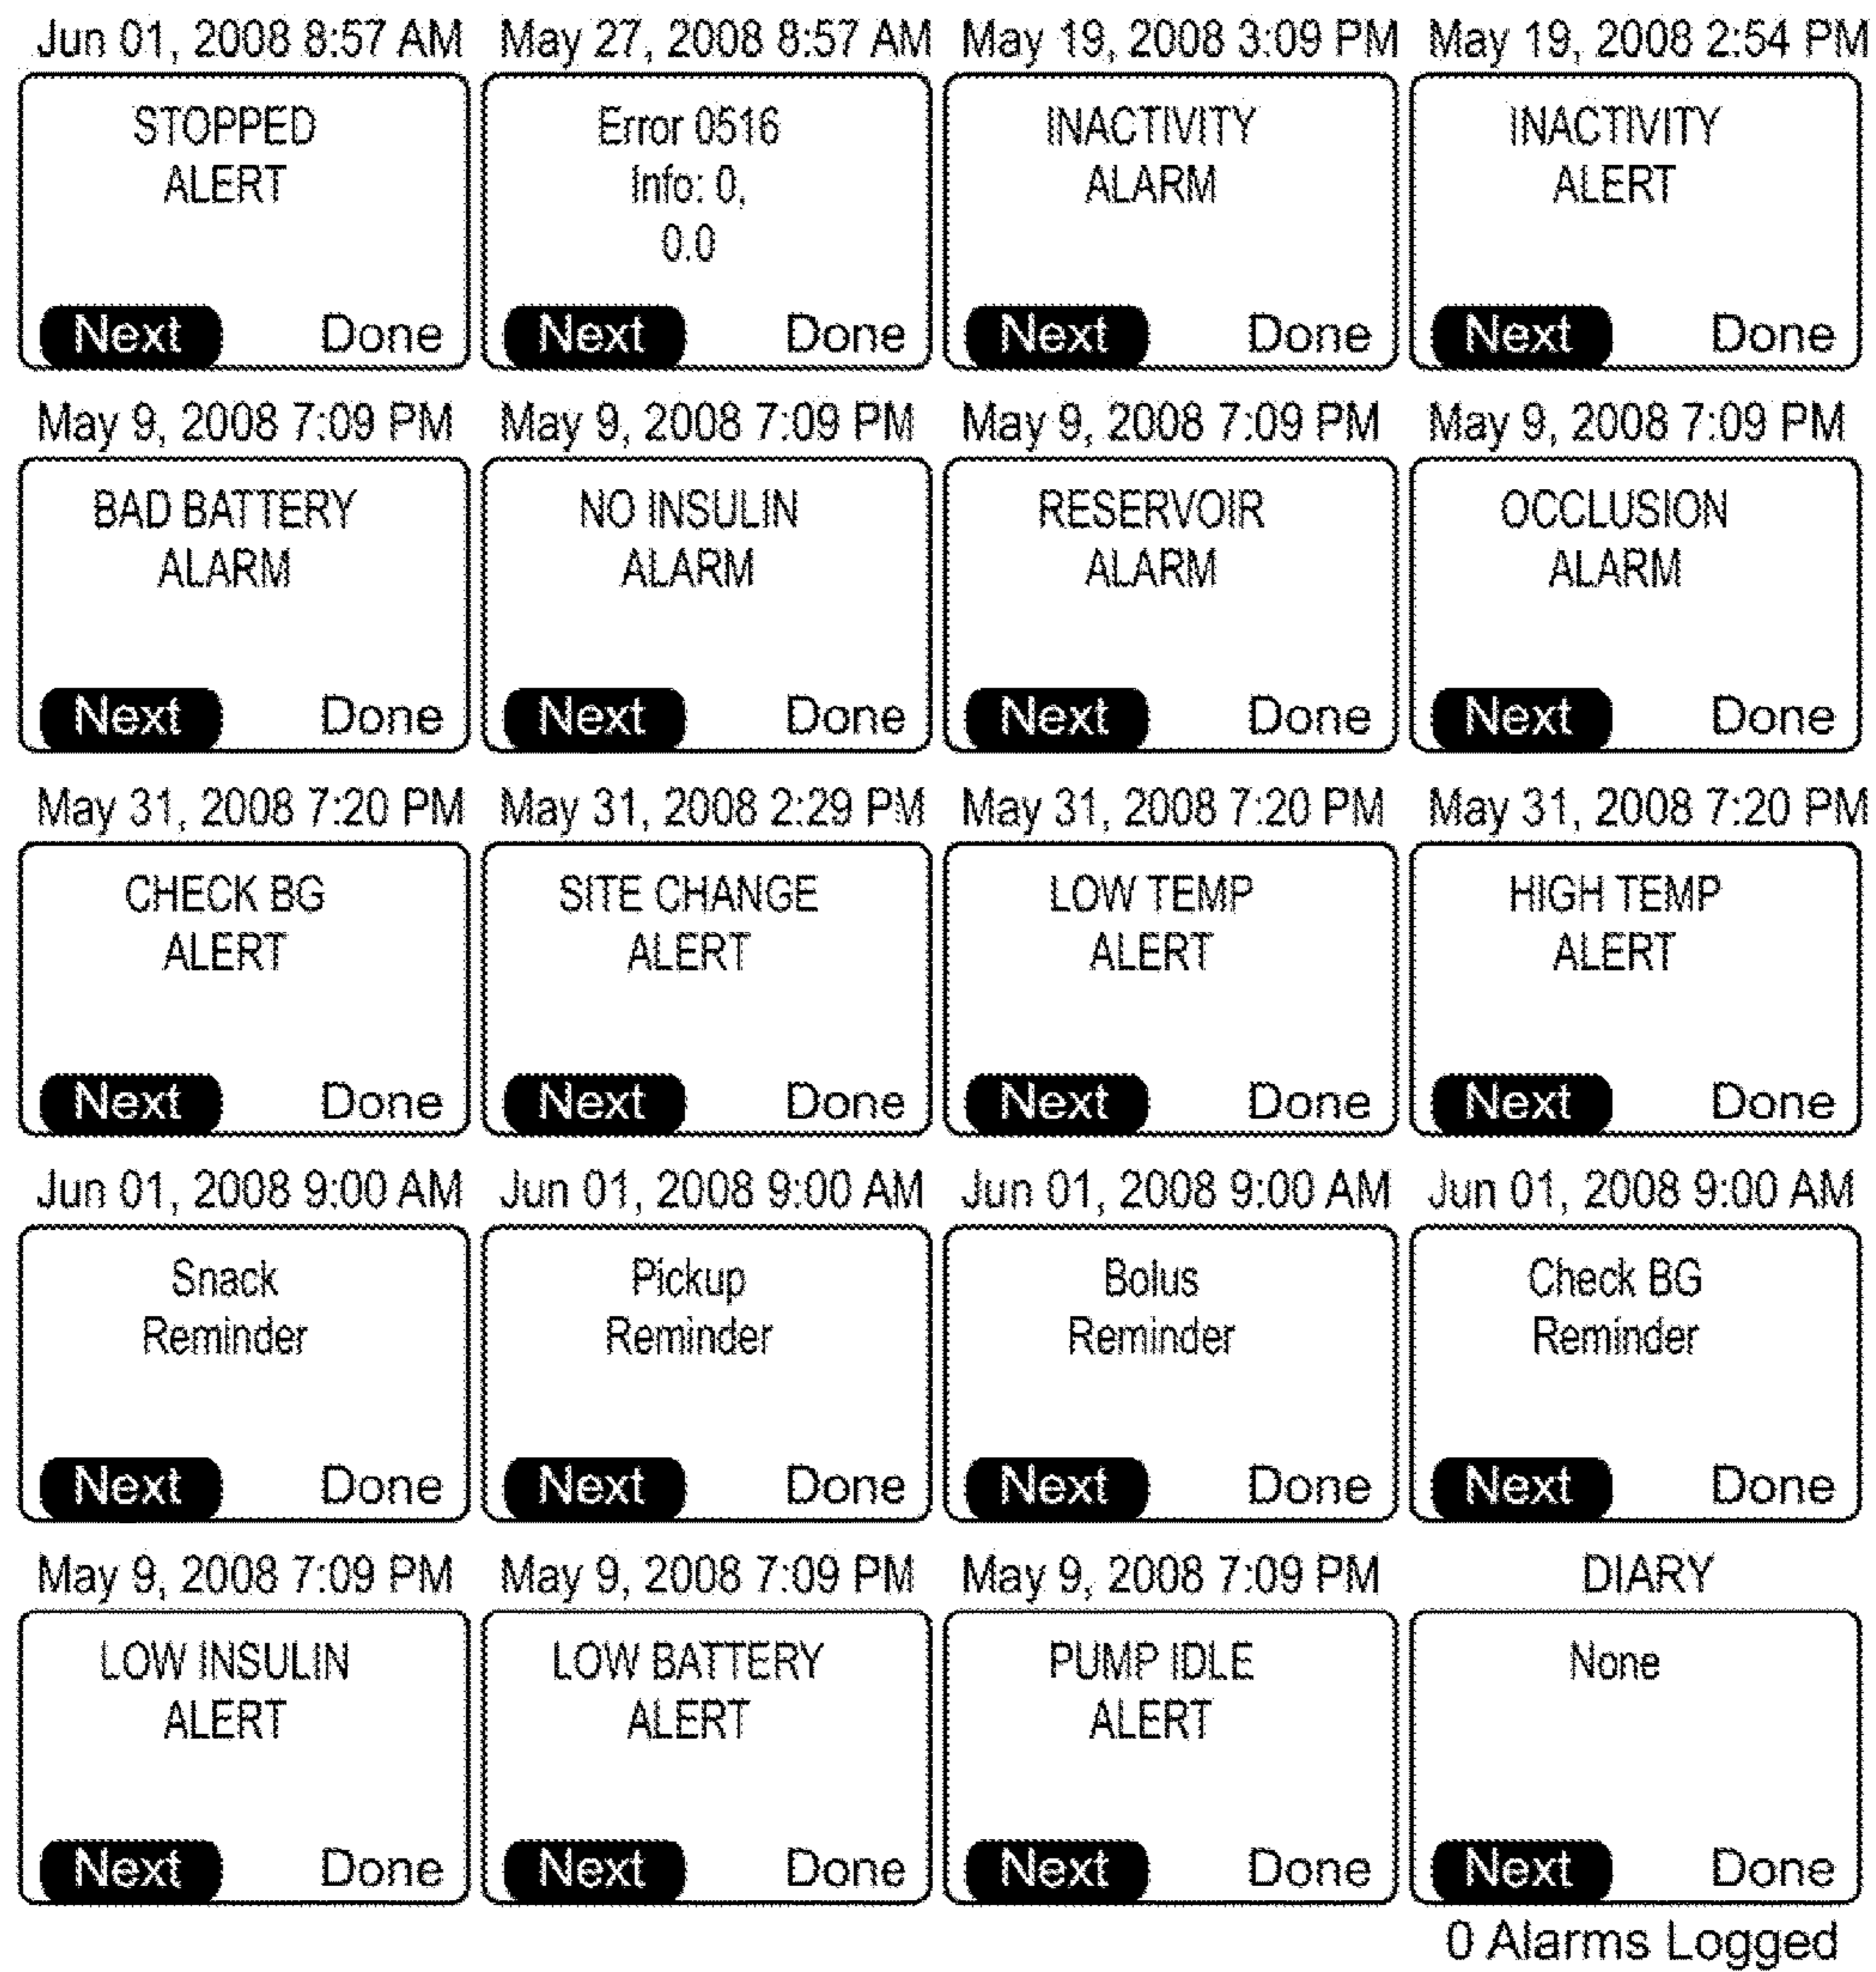 Jun 01, 2008 8:57 AM May 27, 2008 8:57 AM May 19, 2008 3:09 PM May 19, 2008 2:54 PM
STOPPED
ALERT
Next Done
Error 0516
Info: 0,
0.0
Next Done
INACTIVITY
ALARM
Next Done
INACTIVITY
ALERT
Next Done
May 9, 2008 7:09 PM May 9, 2008 7:09 PM May 9, 2008 7:09 PM May 9, 2008 7:09 PM
BAD BATTERY
ALARM
Next Done
NO INSULIN
ALARM
Next Done
RESERVOIR
ALARM
Next Done
OCCLUSION
ALARM
Next Done
May 31, 2008 7:20 PM May 31, 2008 2:29 PM May 31, 2008 7:20 PM May 31, 2008 7:20 PM
CHECK BG
ALERT
Next Done
SITE CHANGE
ALERT
Next Done
LOW TEMP
ALERT
Next Done
HIGH TEMP
ALERT
Next Done
Jun 01, 2008 9:00 AM Jun 01, 2008 9:00 AM Jun 01, 2008 9:00 AM Jun 01, 2008 9:00 AM
Snack
Reminder
Next Done
Pickup
Reminder
Next Done
Bolus
Reminder
Next Done
Check BG
Reminder
Next Done
May 9, 2008 7:09 PM May 9, 2008 7:09 PM May 9, 2008 7:09 PM DIARY
LOW INSULIN
ALERT
Next Done
LOW BATTERY
ALERT
Next Done
PUMP IDLE
ALERT
Next Done
None
Next Done
0 Alarms Logged